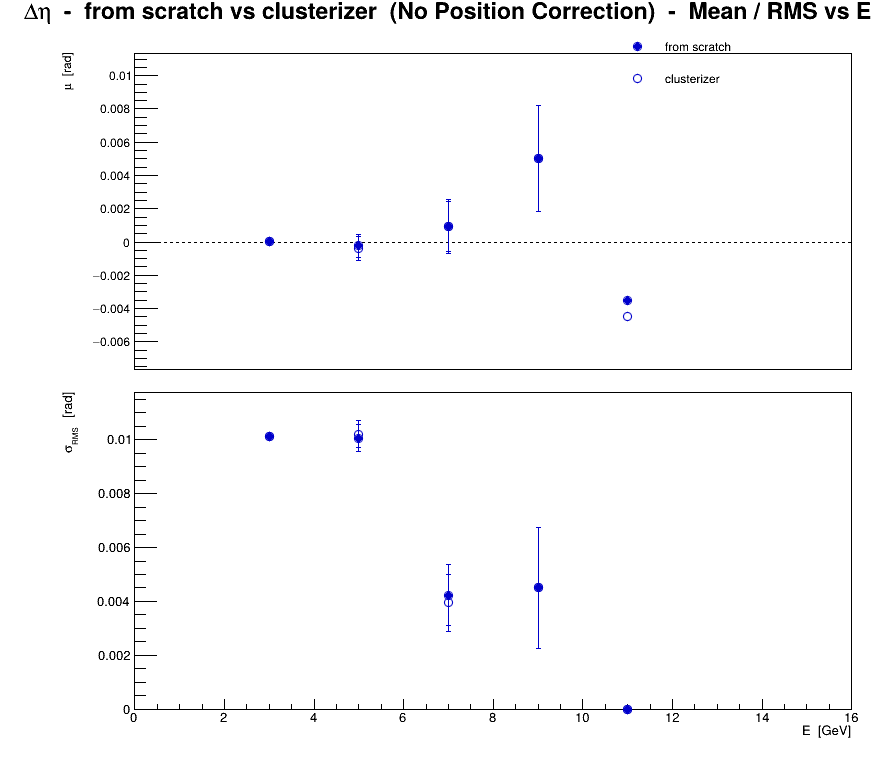 Δη - from scratch vs clusterizer (No Position Correction) - Mean / RMS vs E
from scratch
clusterizer
μ [rad]
0.01
0.008
0.006
0.004
0.002
0
−0.002
−0.004
−0.006
σRMS [rad]
0.01
0.008
0.006
0.004
0.002
0
0 2 4 6 8 10 12 14 16
E [GeV]